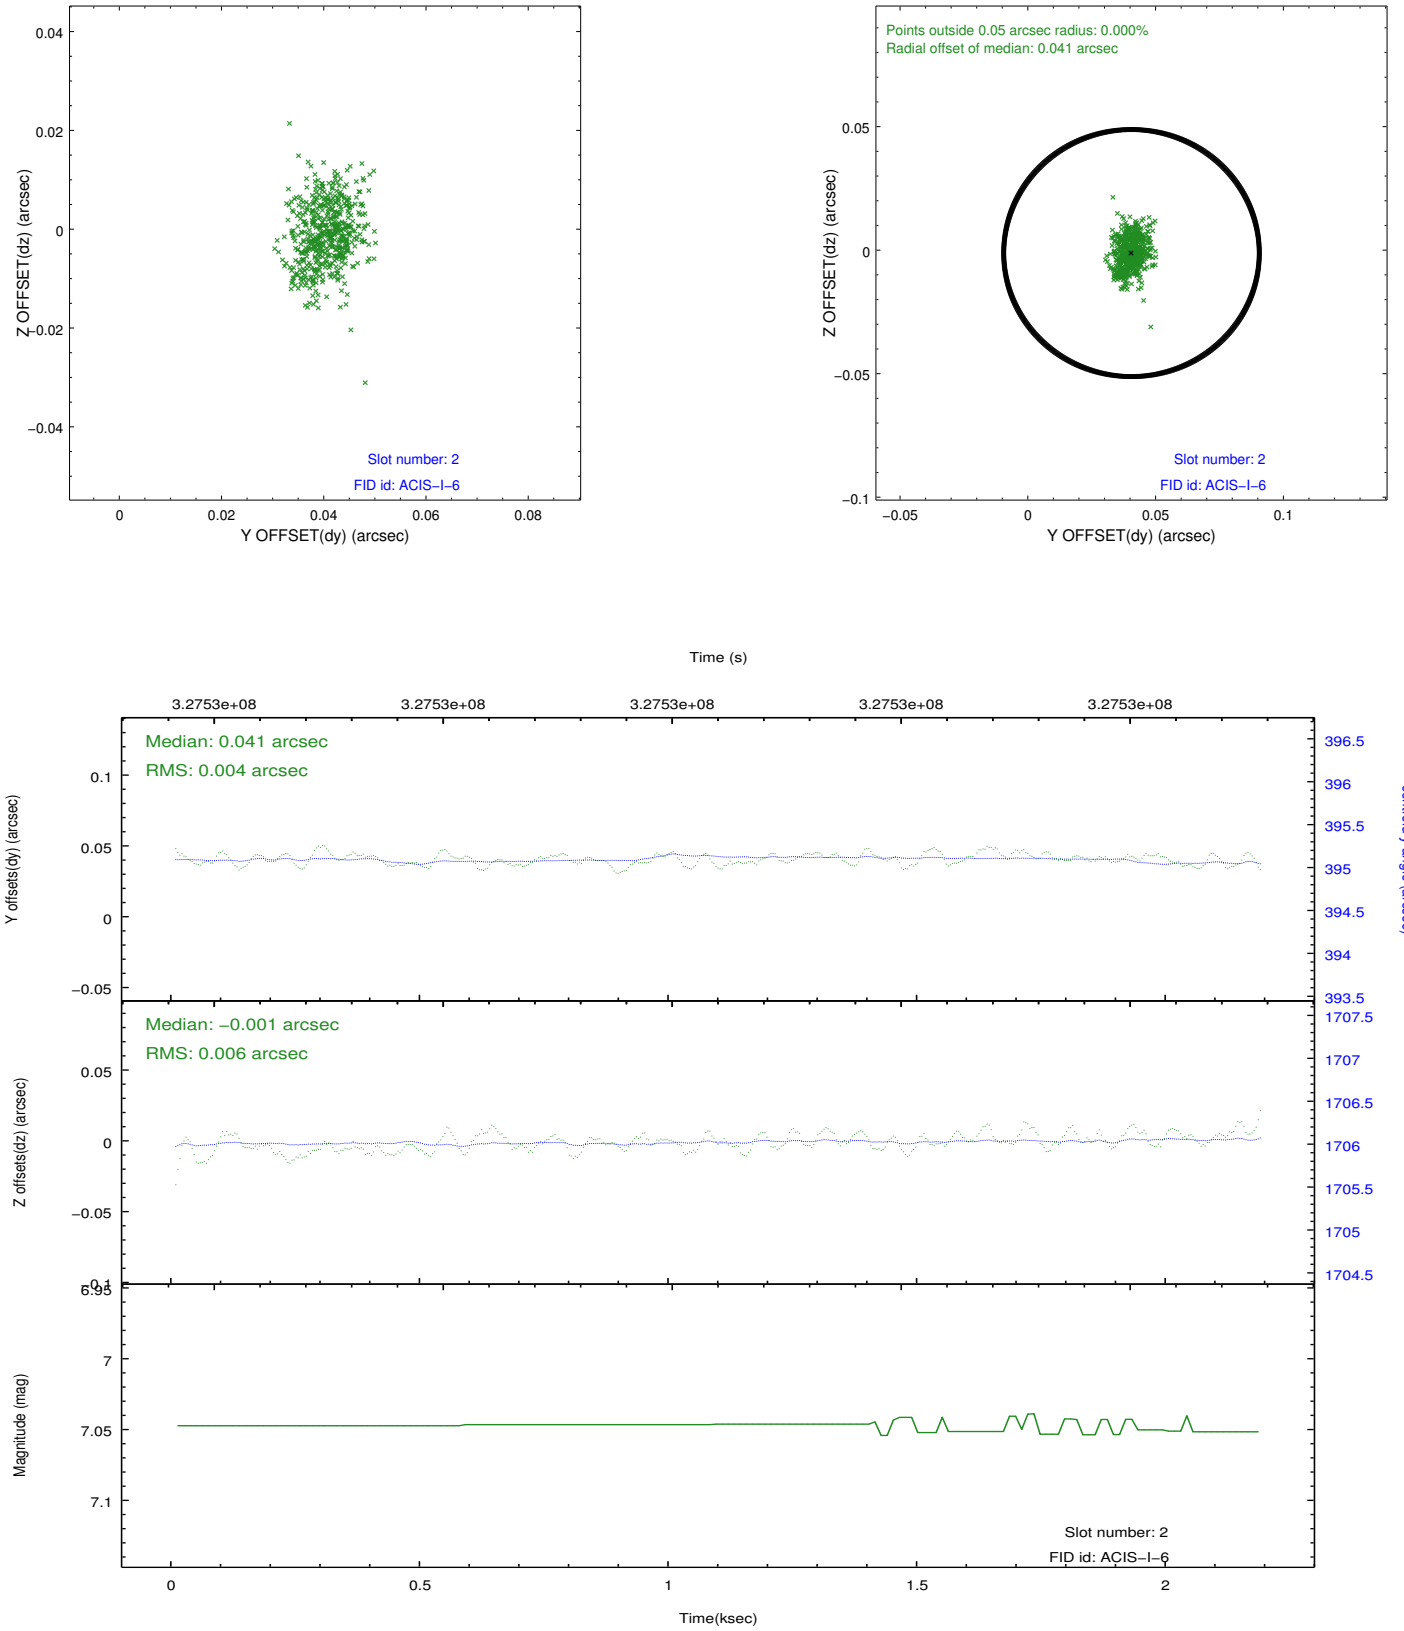 0.04
0.02
0
−0.02
−0.04
Z OFFSET(dz) (arcsec)
Slot number: 2
FID id: ACIS−I−6
0 0.02 0.04 0.06 0.08
Y OFFSET(dy) (arcsec)
Points outside 0.05 arcsec radius: 0.000%
Radial offset of median: 0.041 arcsec
0.05
0
−0.05
−0.1
Z OFFSET(dz) (arcsec)
Slot number: 2
FID id: ACIS−I−6
−0.05 0 0.05 0.1
Y OFFSET(dy) (arcsec)
Time (s)
3.2753e+08 3.2753e+08 3.2753e+08 3.2753e+08 3.2753e+08
Median: 0.041 arcsec
RMS: 0.004 arcsec
0.1
0.05
0
−0.05
Y offsets(dy) (arcsec)
396.5
396
395.5
395
394.5
394
393.5
Median: −0.001 arcsec
RMS: 0.006 arcsec
0.05
0
−0.05
−0.1
Z offsets(dz) (arcsec)
1707.5
1707
1706.5
1706
1705.5
1705
1704.5
6.95
7
7.05
7.1
Magnitude (mag)
Slot number: 2
FID id: ACIS−I−6
0 0.5 1 1.5 2
Time(ksec)